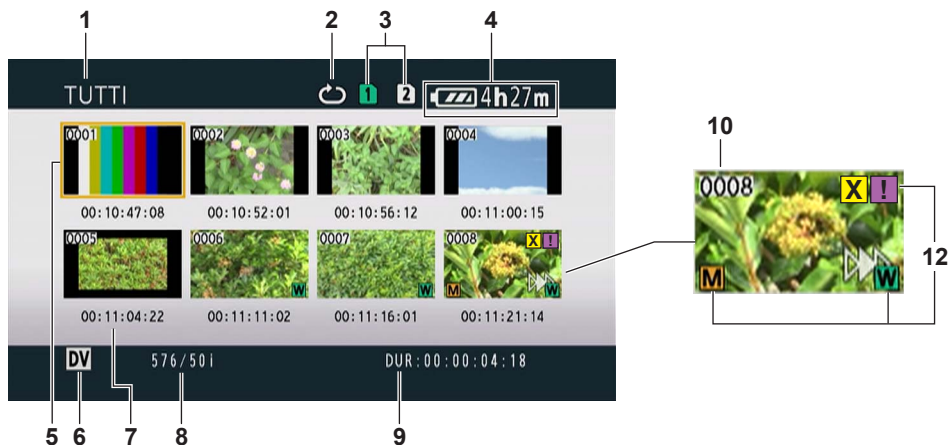 1 2 3 4
TUTTI 1 2 4h27m
0001 0002 0003 0004
00:10:47:08 00:10:52:01 00:10:56:12 00:11:00:15
0005 0006 W 0007 W 0008 X ! M W
00:11:04:22 00:11:11:02 00:11:16:01 00:11:21:14
DV 576/50i DUR:00:00:04:18
5 6 7 8 9
10
0008 X !
M W
12